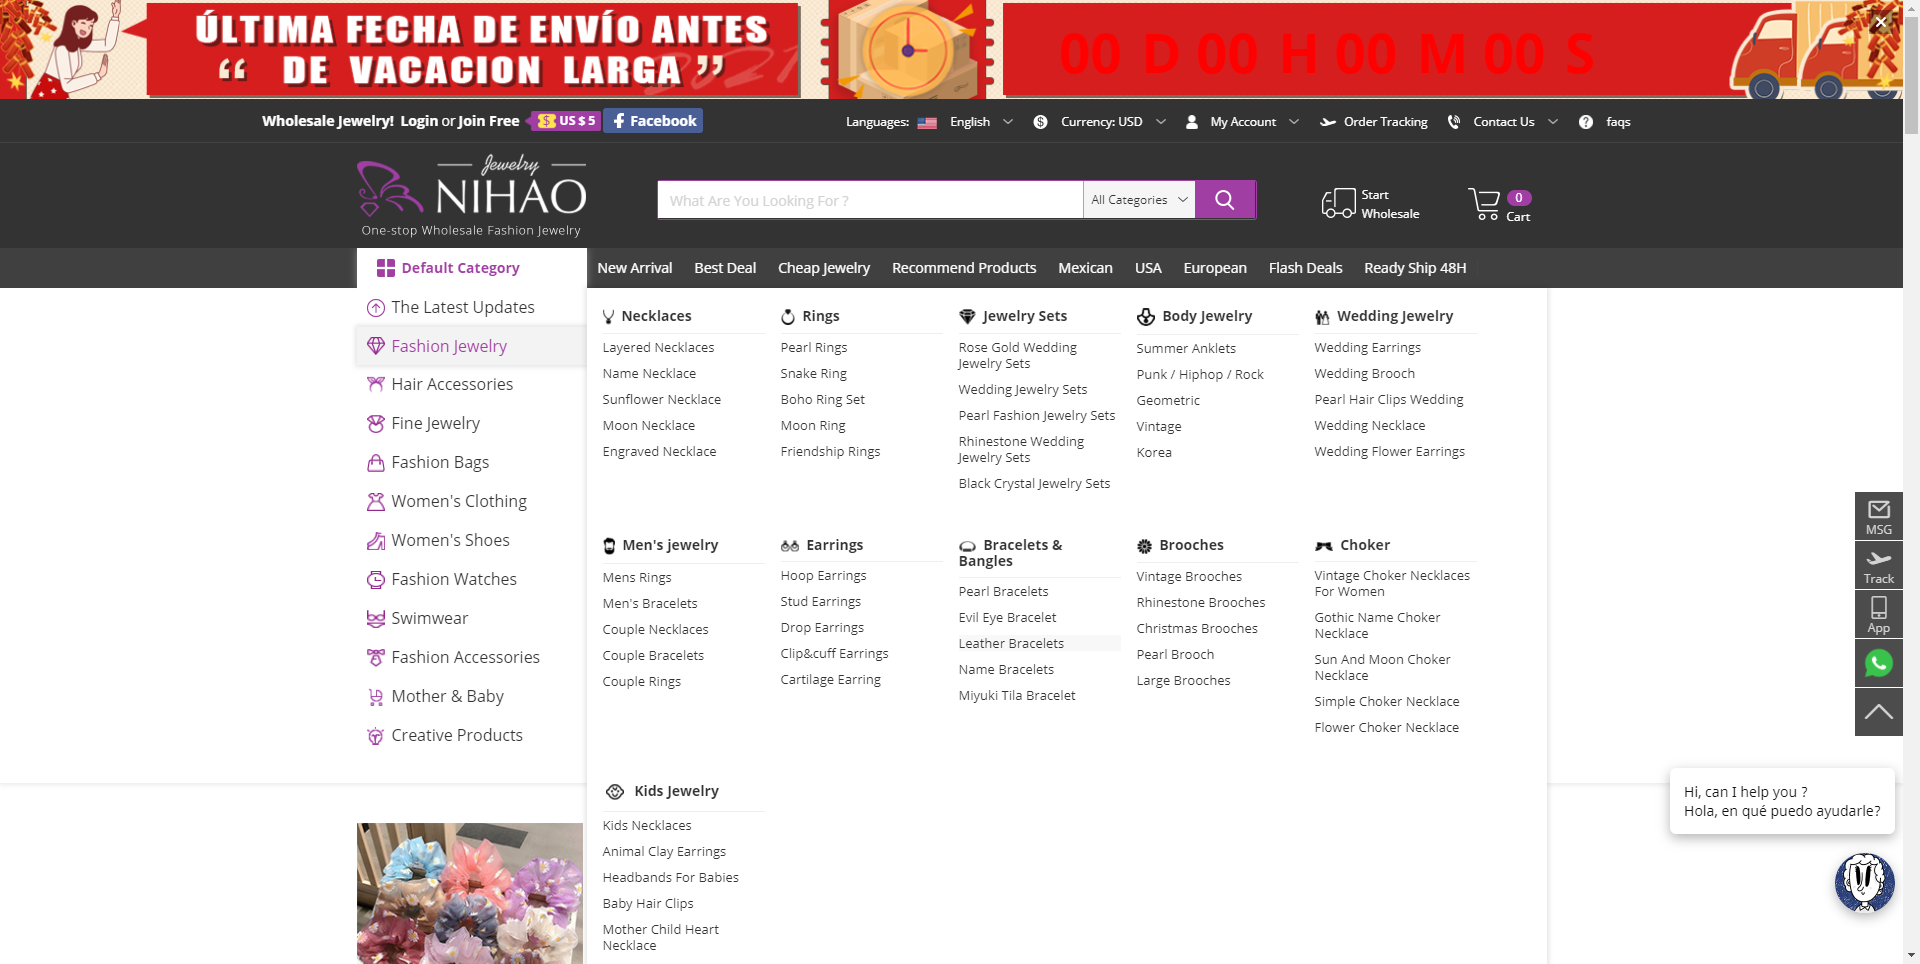 ÚLTIMA FECHA DE ENVÍO ANTES
“ DE VACACION LARGA ”
2021
00 D 00 H 00 M 00 S
Wholesale Jewelry! Login or Join Free $ US $ 5 Facebook
Languages: English Currency: USD My Account Order Tracking Contact Us faqs
Jewelry
NIHAO
One-stop Wholesale Fashion Jewelry
What Are You Looking For ? All Categories
Start
Wholesale
0
Cart
Default Category New Arrival Best Deal Cheap Jewelry Recommend Products Mexican USA European Flash Deals Ready Ship 48H
The Latest Updates
Fashion Jewelry
Hair Accessories
Fine Jewelry
Fashion Bags
Women's Clothing
Women's Shoes
Fashion Watches
Swimwear
Fashion Accessories
Mother & Baby
Creative Products
Necklaces
Layered Necklaces
Name Necklace
Sunflower Necklace
Moon Necklace
Engraved Necklace
Rings
Pearl Rings
Snake Ring
Boho Ring Set
Moon Ring
Friendship Rings
Jewelry Sets
Rose Gold Wedding
Jewelry Sets
Wedding Jewelry Sets
Pearl Fashion Jewelry Sets
Rhinestone Wedding
Jewelry Sets
Black Crystal Jewelry Sets
Body Jewelry
Summer Anklets
Punk / Hiphop / Rock
Geometric
Vintage
Korea
Wedding Jewelry
Wedding Earrings
Wedding Brooch
Pearl Hair Clips Wedding
Wedding Necklace
Wedding Flower Earrings
Men's jewelry
Mens Rings
Men's Bracelets
Couple Necklaces
Couple Bracelets
Couple Rings
Earrings
Hoop Earrings
Stud Earrings
Drop Earrings
Clip&cuff Earrings
Cartilage Earring
Bracelets &
Bangles
Pearl Bracelets
Evil Eye Bracelet
Leather Bracelets
Name Bracelets
Miyuki Tila Bracelet
Brooches
Vintage Brooches
Rhinestone Brooches
Christmas Brooches
Pearl Brooch
Large Brooches
Choker
Vintage Choker Necklaces
For Women
Gothic Name Choker
Necklace
Sun And Moon Choker
Necklace
Simple Choker Necklace
Flower Choker Necklace
Kids Jewelry
Kids Necklaces
Animal Clay Earrings
Headbands For Babies
Baby Hair Clips
Mother Child Heart
Necklace
MSG
Track
App
Hi, can I help you ?
Hola, en qué puedo ayudarle?